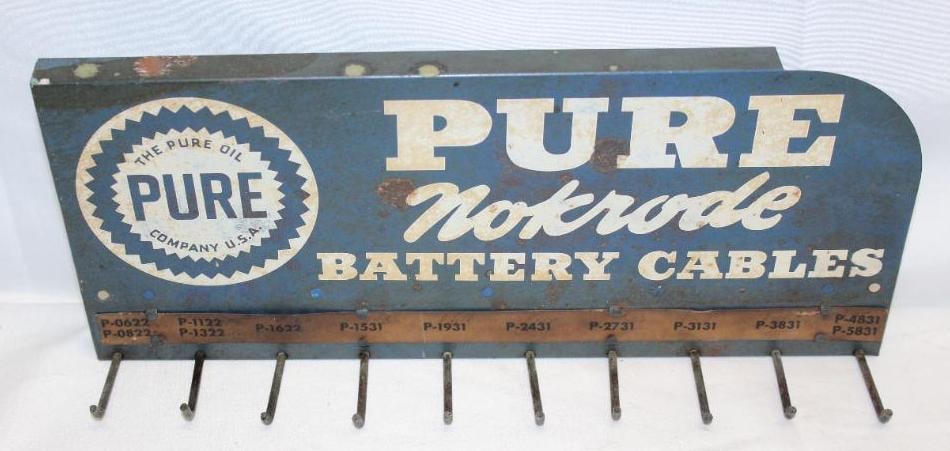 THE PURE OIL
PURE
COMPANY U.S.A.
PURE
Nokrode
BATTERY CABLES
P-0622 P-1122 P-1622 P-1531 P-1931 P-2431 P-2731 P-3131 P-3831 P-4831
P-0822 P-1322 P-5831